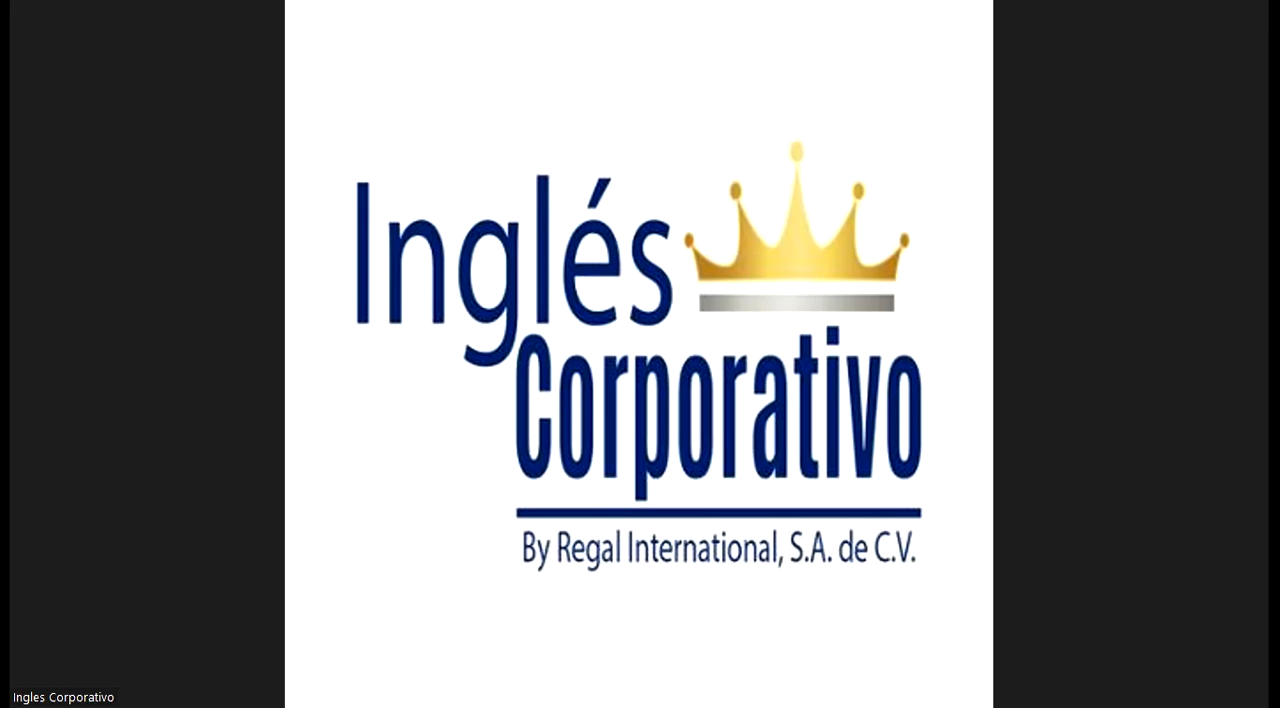 Inglés
Corporativo
By Regal International, S.A. de C.V.
Ingles Corporativo